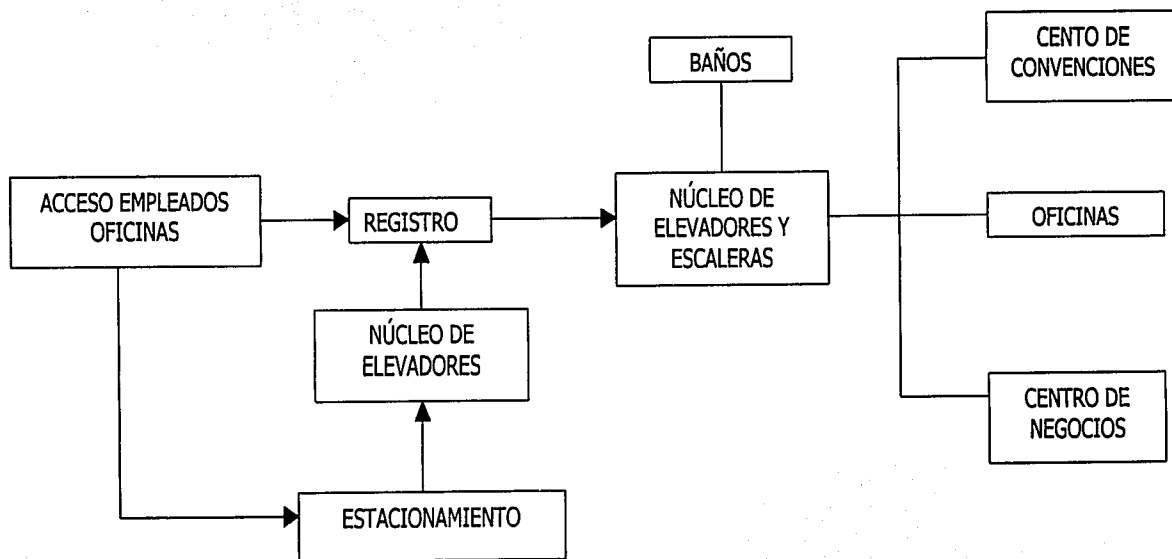 CENTO DE
CONVENCIONES
BAÑOS
ACCESO EMPLEADOS
OFICINAS
REGISTRO
NÚCLEO DE
ELEVADORES Y
ESCALERAS
OFICINAS
NÚCLEO DE
ELEVADORES
CENTRO DE
NEGOCIOS
ESTACIONAMIENTO